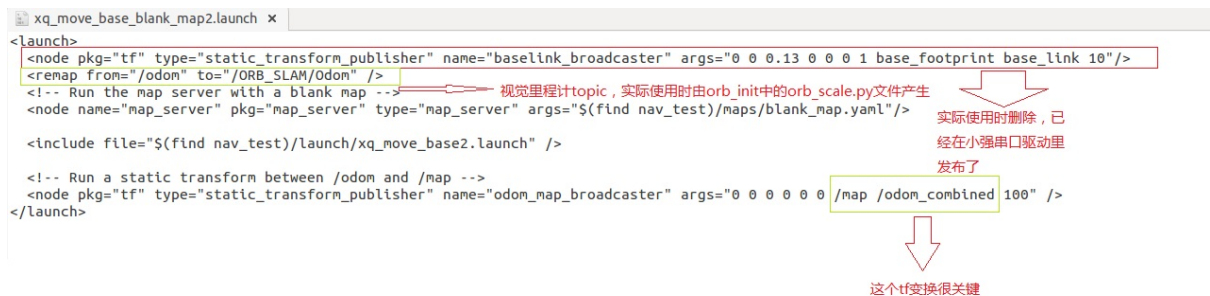 xq_move_base_blank_map2.launch ×
<launch>
<node pkg="tf" type="static_transform_publisher" name="baselink_broadcaster" args="0 0 0.13 0 0 0 1 base_footprint base_link 10"/>
<remap from="/odom" to="/ORB_SLAM/Odom" />
<!-- Run the map server with a blank map -->
视觉里程计topic，实际使用时由orb_init中的orb_scale.py文件产生
<node name="map_server" pkg="map_server" type="map_server" args="$(find nav_test)/maps/blank_map.yaml"/>
实际使用时删除，已
经在小强串口驱动里
发布了
<include file="$(find nav_test)/launch/xq_move_base2.launch" />
<!-- Run a static transform between /odom and /map -->
<node pkg="tf" type="static_transform_publisher" name="odom_map_broadcaster" args="0 0 0 0 0 0 /map /odom_combined 100" />
</launch>
这个tf变换很关键